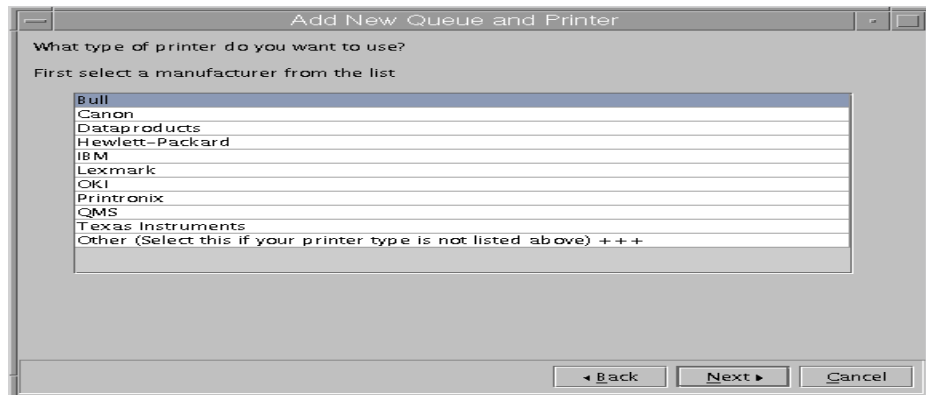 Add New Queue and Printer
What type of printer do you want to use?
First select a manufacturer from the list
Bull
Canon
Dataproducts
Hewlett-Packard
IBM
Lexmark
OKI
Printronix
QMS
Texas Instruments
Other (Select this if your printer type is not listed above) +++
Back Next Cancel